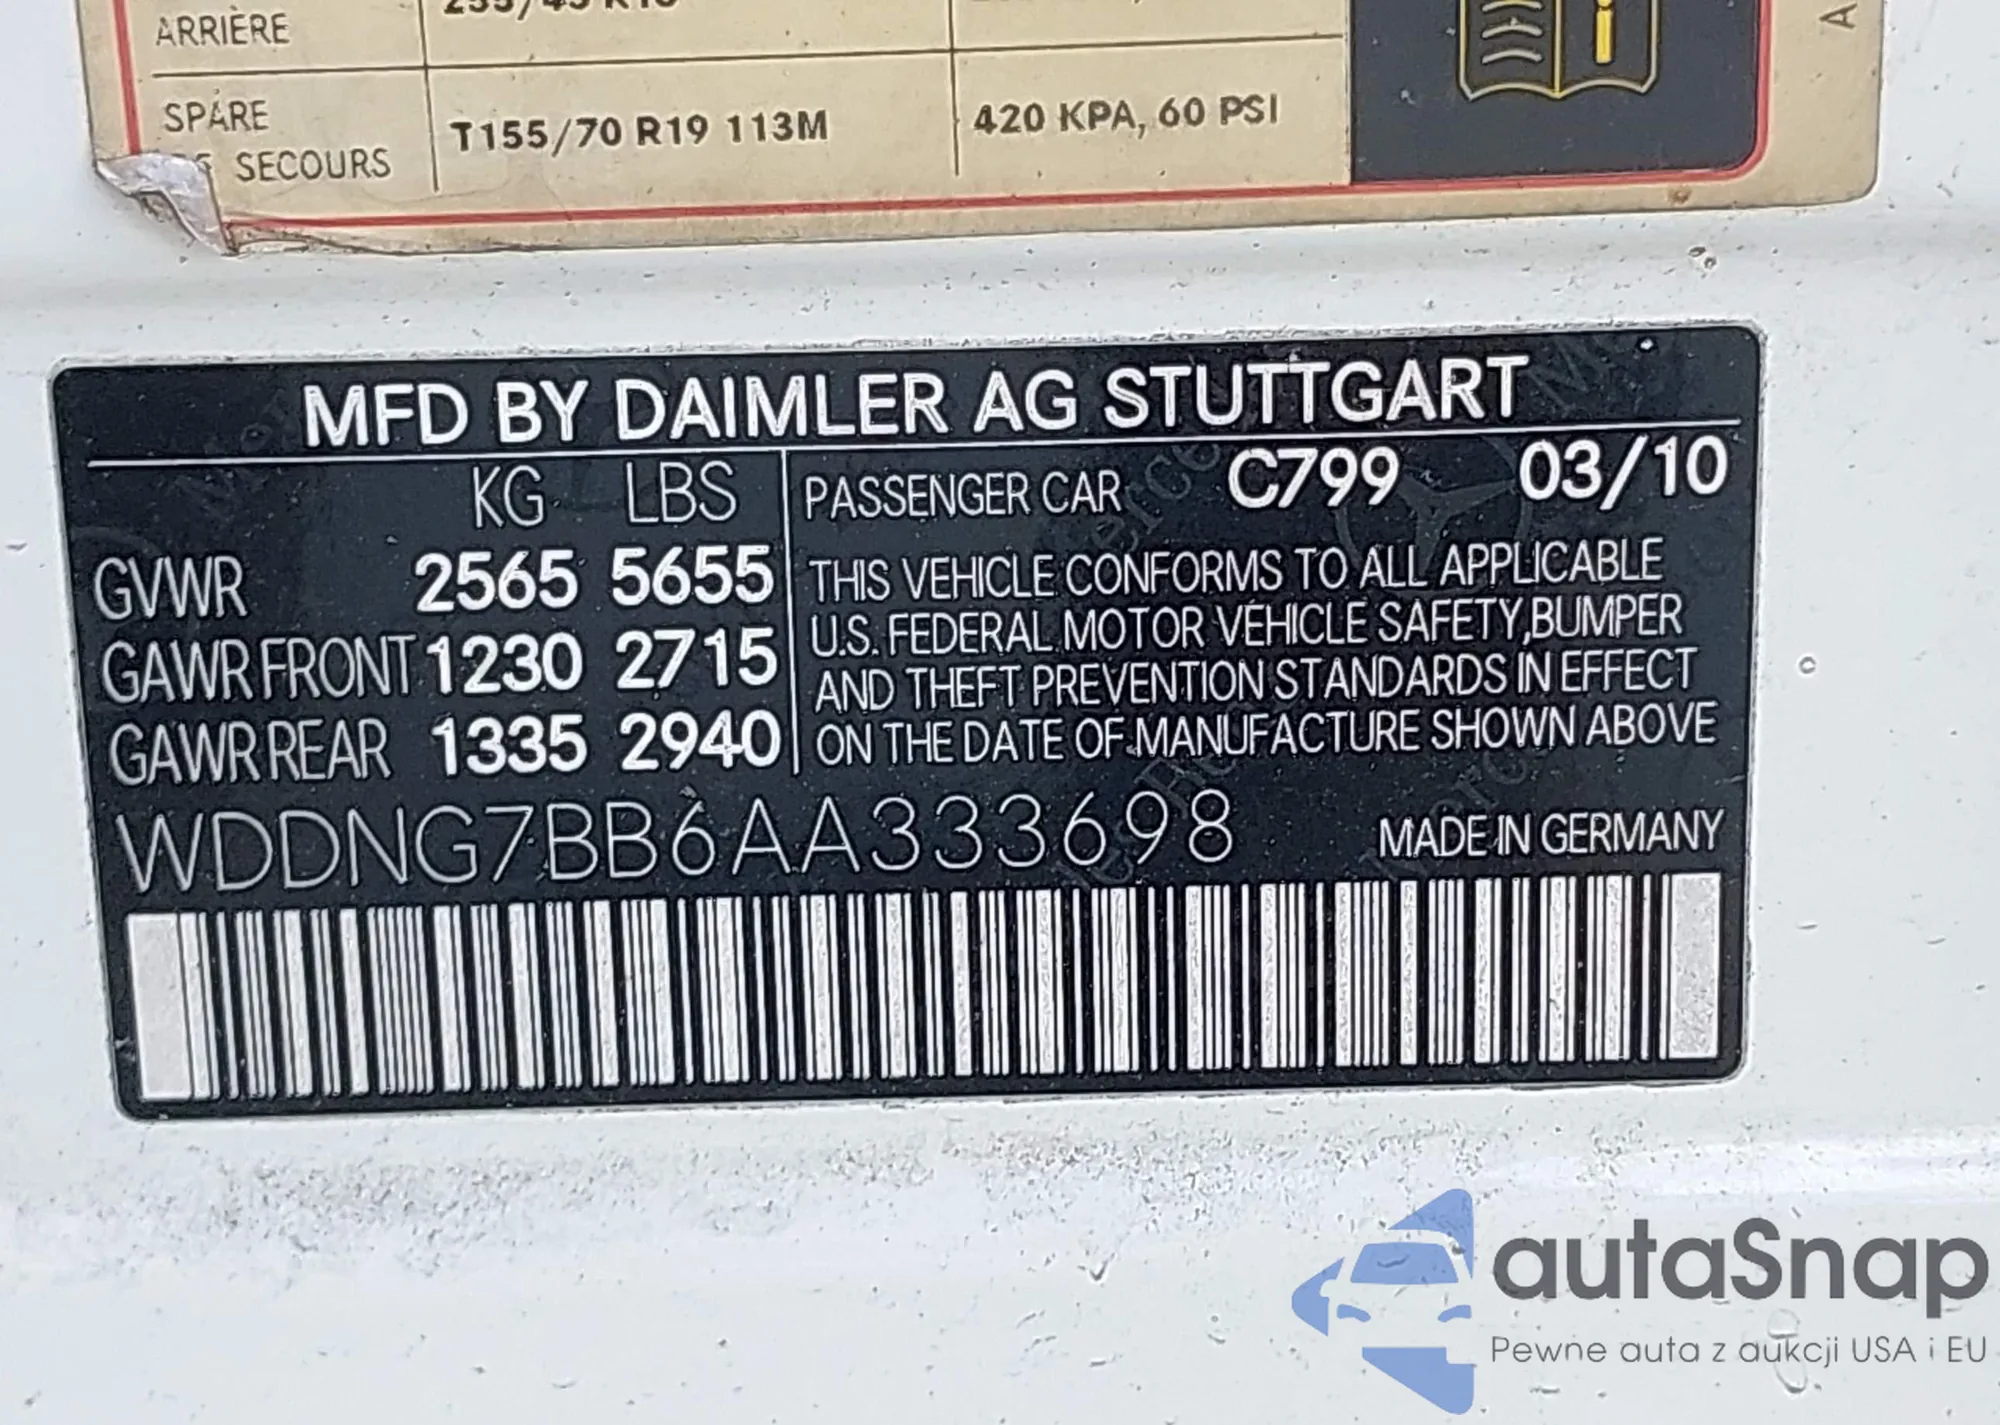 ARRIÈRE
SPARE T155/70 R19 113M 420 KPA, 60 PSI
SECOURS
A
MFD BY DAIMLER AG STUTTGART
KG LBS PASSENGER CAR C799 03/10
GVWR 2565 5655 THIS VEHICLE CONFORMS TO ALL APPLICABLE
U.S. FEDERAL MOTOR VEHICLE SAFETY, BUMPER
GAWR FRONT 1230 2715 AND THEFT PREVENTION STANDARDS IN EFFECT
GAWR REAR 1335 2940 ON THE DATE OF MANUFACTURE SHOWN ABOVE
WDDNG7BB6AA333698 MADE IN GERMANY
autaSnap
Pewne auta z aukcji USA i EU